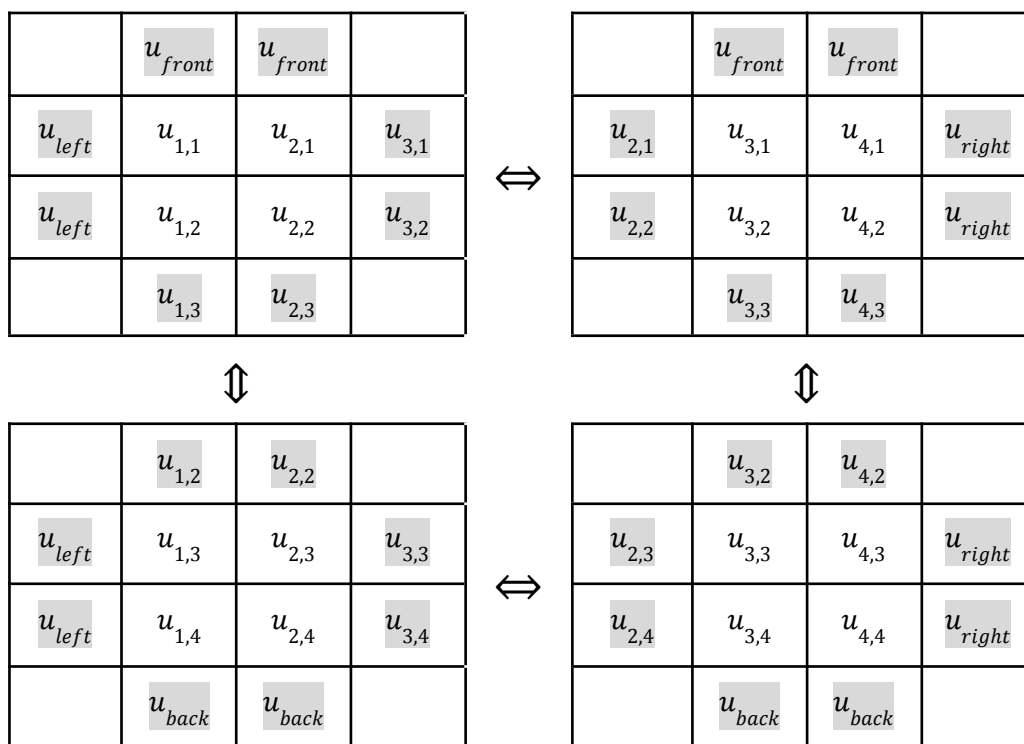 u_front u_front u_front u_front
u_left u_1,1 u_2,1 u_3,1 ⇔ u_2,1 u_3,1 u_4,1 u_right
u_left u_1,2 u_2,2 u_3,2 u_2,2 u_3,2 u_4,2 u_right
u_1,3 u_2,3 u_3,3 u_4,3
⇕ ⇕
u_1,2 u_2,2 u_3,2 u_4,2
u_left u_1,3 u_2,3 u_3,3 ⇔ u_2,3 u_3,3 u_4,3 u_right
u_left u_1,4 u_2,4 u_3,4 u_2,4 u_3,4 u_4,4 u_right
u_back u_back u_back u_back